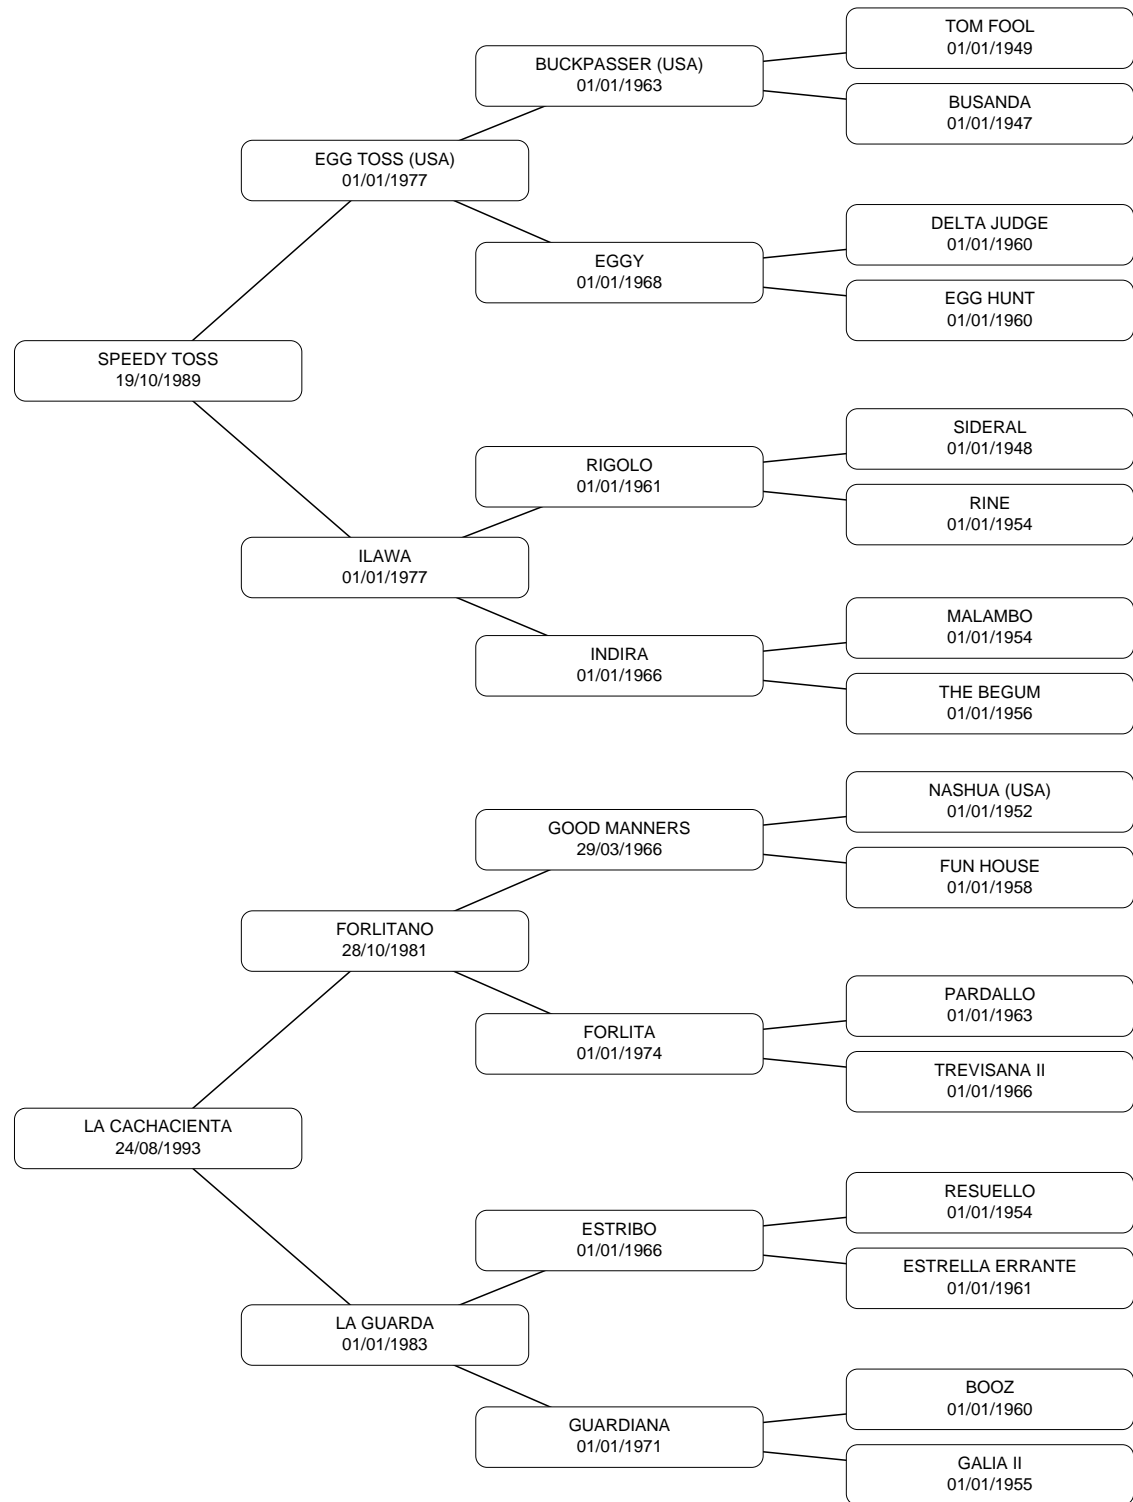 TOM FOOL
01/01/1949
BUCKPASSER (USA)
01/01/1963
BUSANDA
01/01/1947
EGG TOSS (USA)
01/01/1977
DELTA JUDGE
01/01/1960
EGGY
01/01/1968
EGG HUNT
01/01/1960
SPEEDY TOSS
19/10/1989
SIDERAL
01/01/1948
RIGOLO
01/01/1961
RINE
01/01/1954
ILAWA
01/01/1977
MALAMBO
01/01/1954
INDIRA
01/01/1966
THE BEGUM
01/01/1956
NASHUA (USA)
01/01/1952
GOOD MANNERS
29/03/1966
FUN HOUSE
01/01/1958
FORLITANO
28/10/1981
PARDALLO
01/01/1963
FORLITA
01/01/1974
TREVISANA II
01/01/1966
LA CACHACIENTA
24/08/1993
RESUELLO
01/01/1954
ESTRIBO
01/01/1966
ESTRELLA ERRANTE
01/01/1961
LA GUARDA
01/01/1983
BOOZ
01/01/1960
GUARDIANA
01/01/1971
GALIA II
01/01/1955